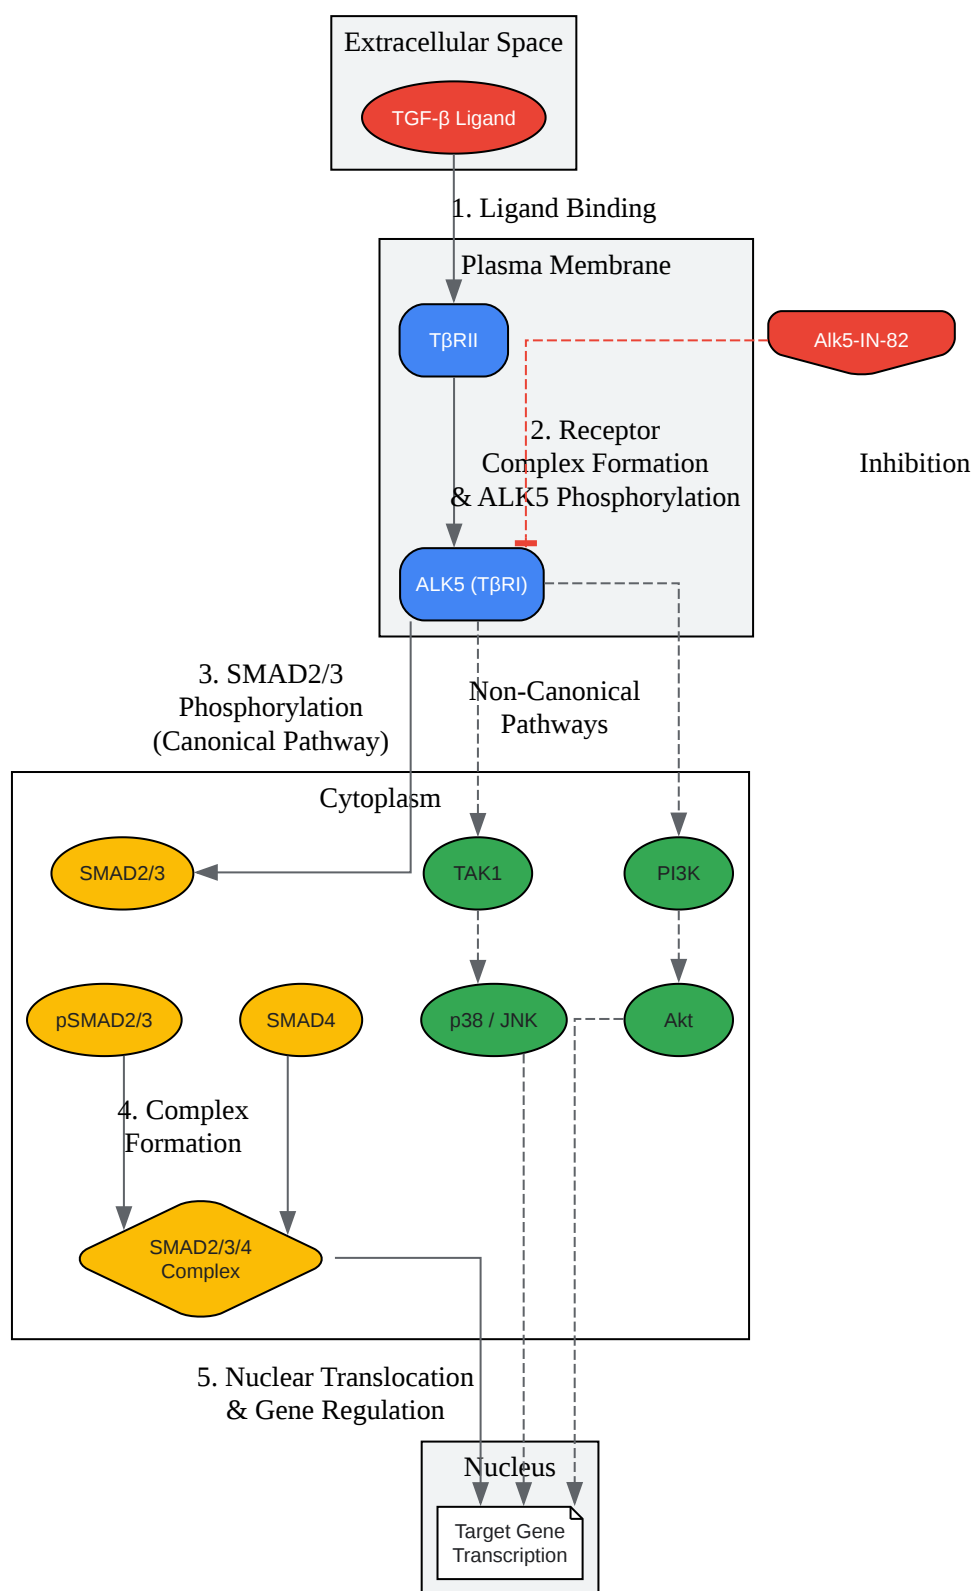 Extracellular Space
TGF-β Ligand
1. Ligand Binding
Plasma Membrane
TβRII
Alk5-IN-82
2. Receptor
Complex Formation
& ALK5 Phosphorylation
Inhibition
ALK5 (TβRI)
3. SMAD2/3
Phosphorylation
(Canonical Pathway)
Non-Canonical
Pathways
Cytoplasm
SMAD2/3
TAK1
PI3K
pSMAD2/3
SMAD4
p38 / JNK
Akt
4. Complex
Formation
SMAD2/3/4
Complex
5. Nuclear Translocation
& Gene Regulation
Nucleus
Target Gene
Transcription